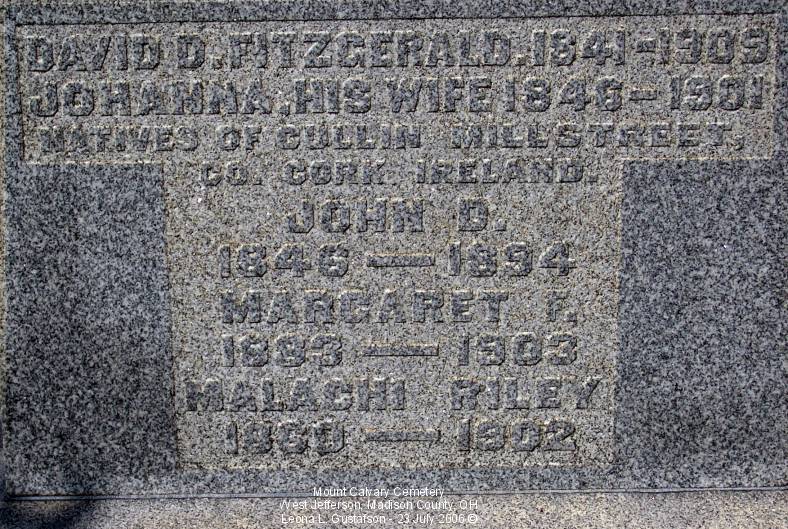 DAVID D. FITZGERALD. 1841-1909
JOHANNA, HIS WIFE 1846-1901
NATIVES OF CULLIN MILLSTREET,
CO. CORK IRELAND.
JOHN D.
1846 — 1894
MARGARET F.
1883 — 1903
MALACHI RILEY
1860 — 1902
Mount Calvary Cemetery
West Jefferson, Madison County, OH
Leona L. Gustafson - 23 July 2006 ©